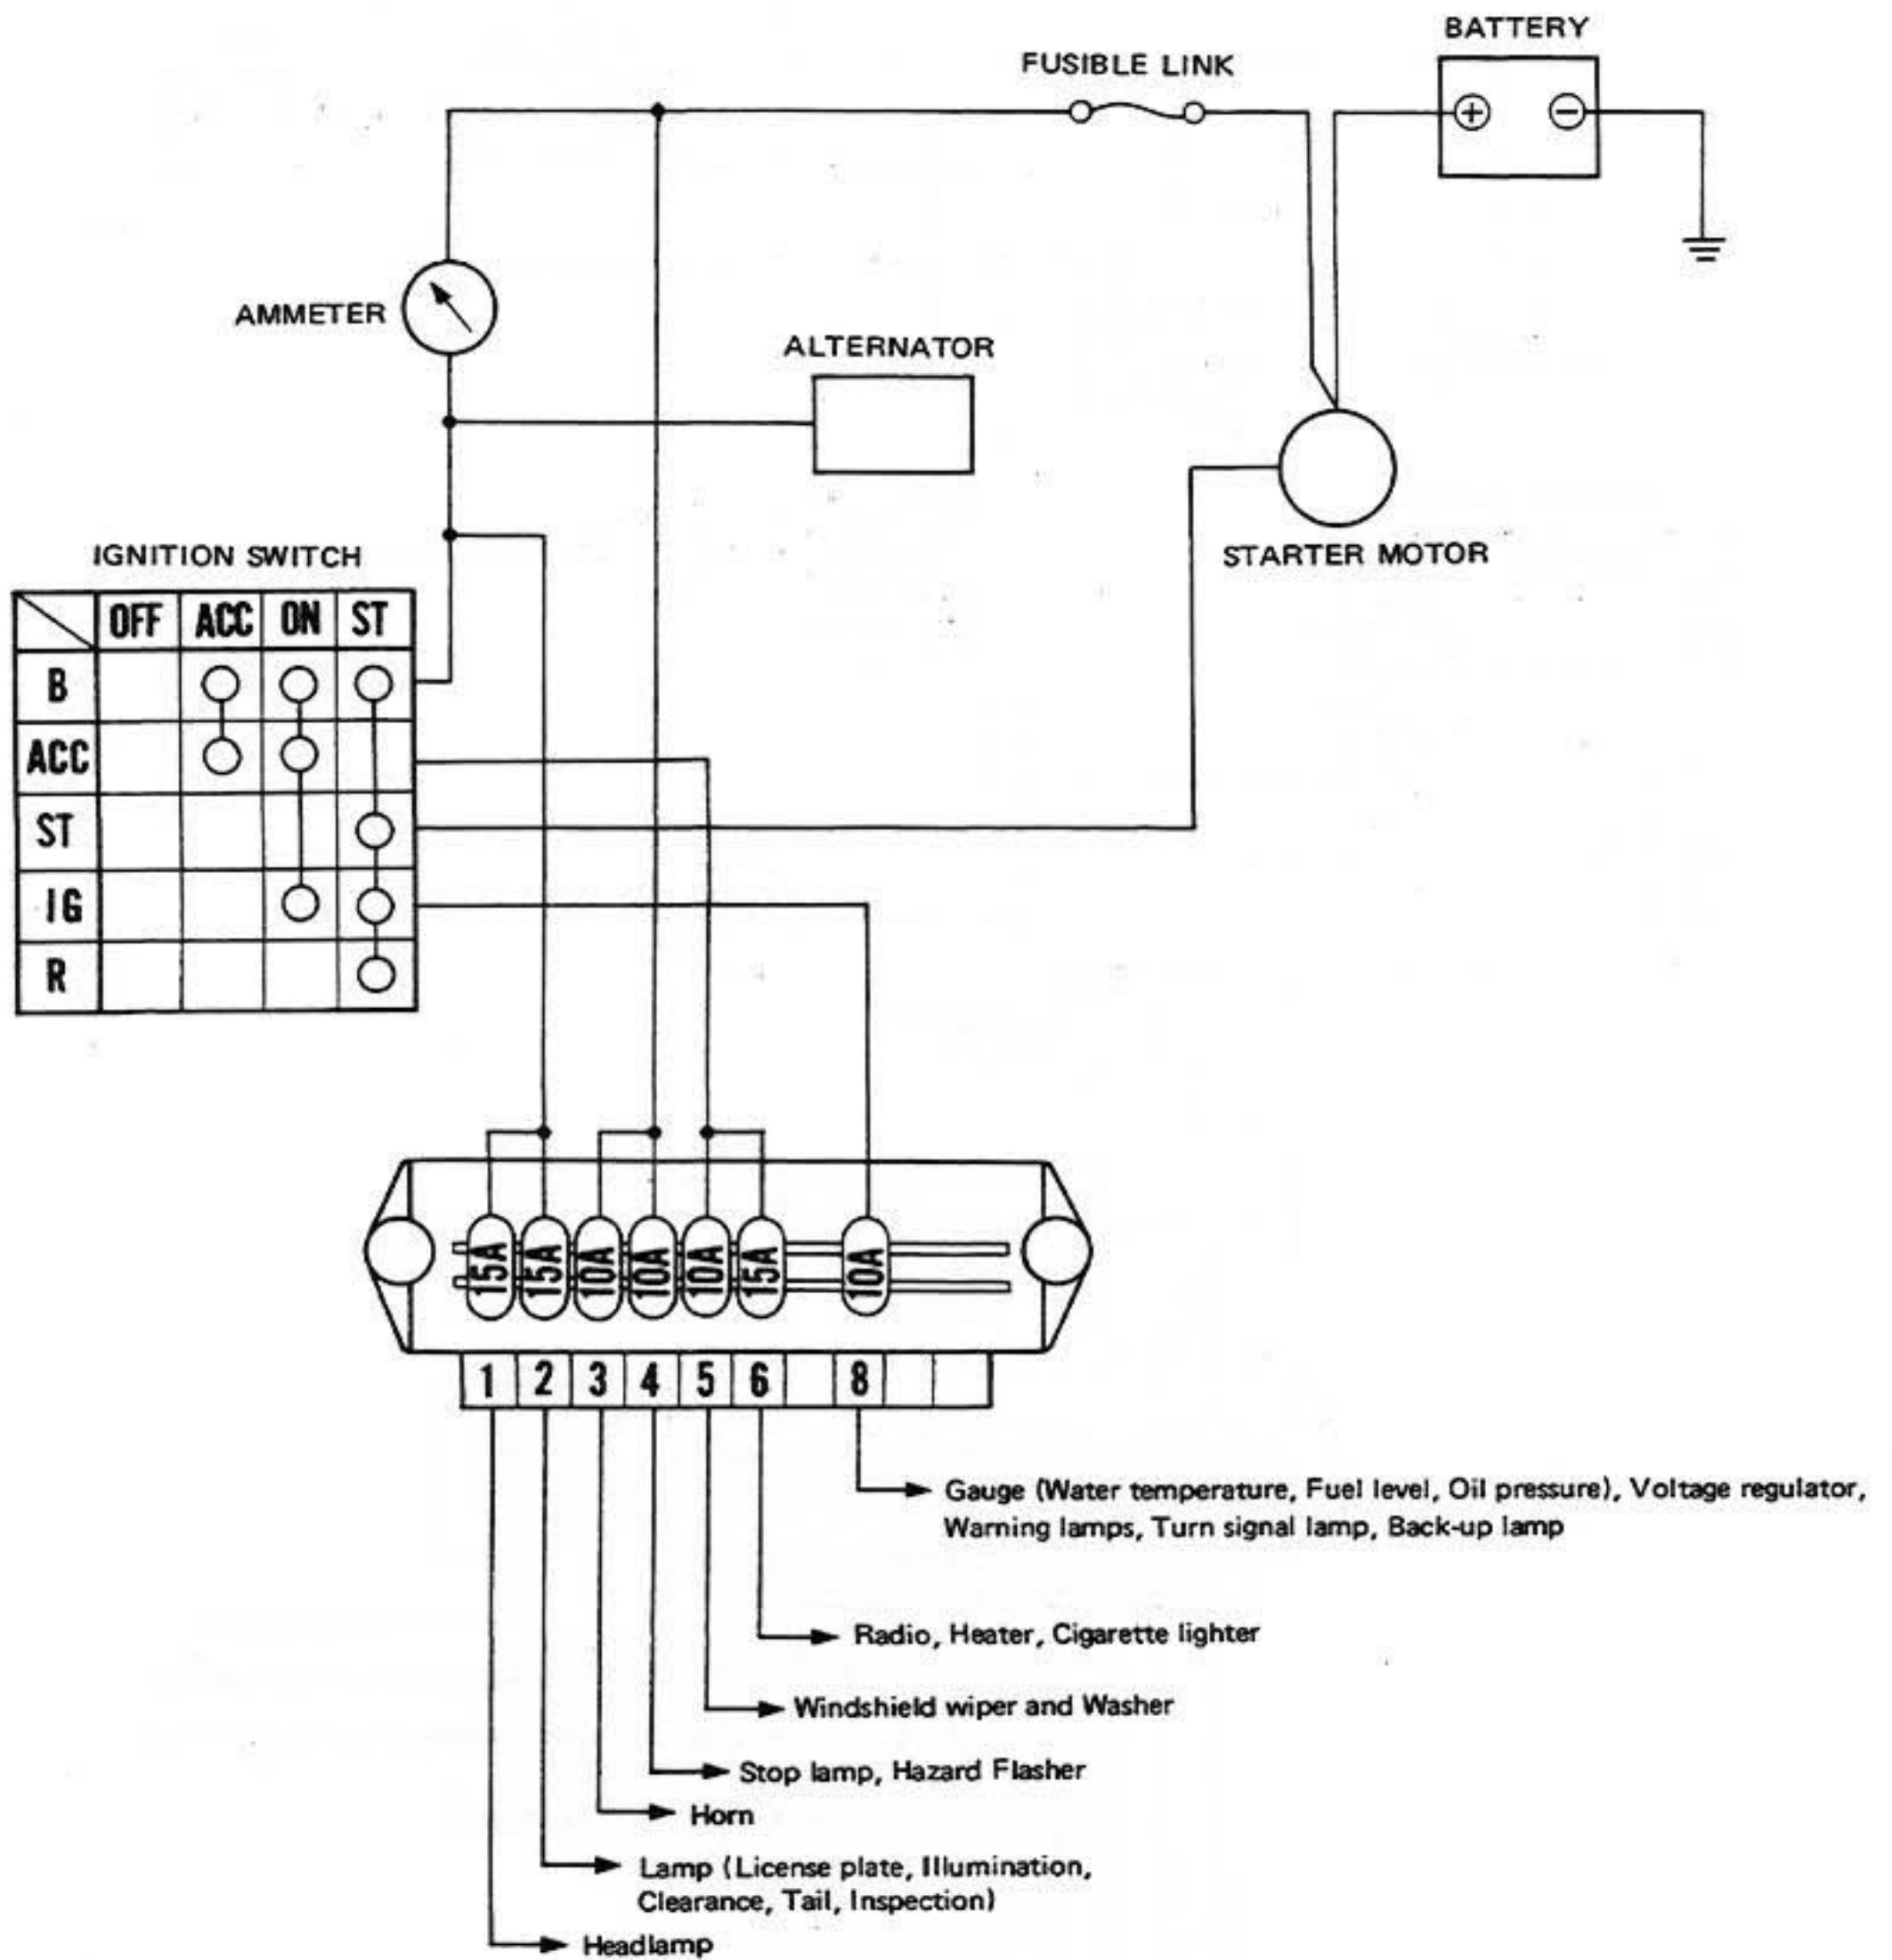 BATTERY
FUSIBLE LINK
+ −
AMMETER
ALTERNATOR
STARTER MOTOR
IGNITION SWITCH
OFF ACC ON ST
B
ACC
ST
IG
R
15A 15A 10A 10A 10A 15A 10A
1 2 3 4 5 6 8
Gauge (Water temperature, Fuel level, Oil pressure), Voltage regulator,
Warning lamps, Turn signal lamp, Back-up lamp
Radio, Heater, Cigarette lighter
Windshield wiper and Washer
Stop lamp, Hazard Flasher
Horn
Lamp (License plate, Illumination,
Clearance, Tail, Inspection)
Headlamp